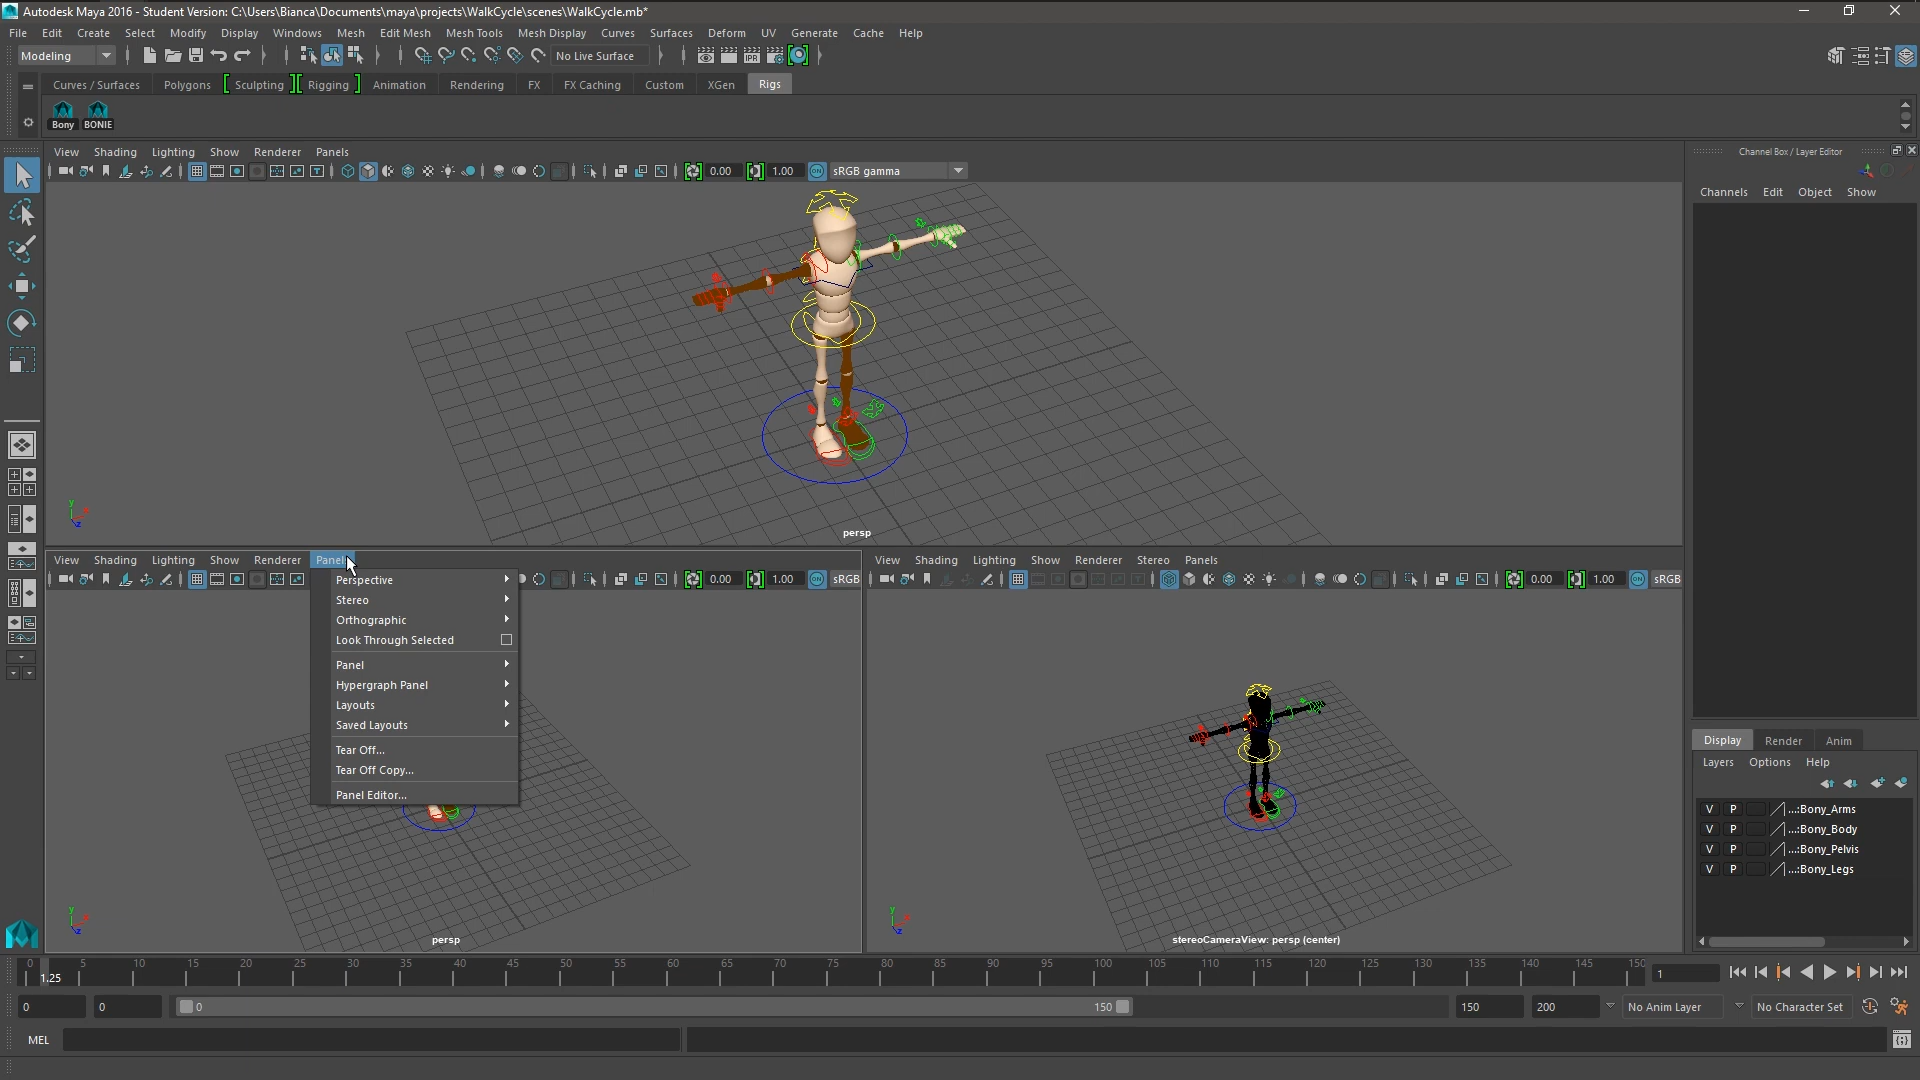 Autodesk Maya 2016 - Student Version: C:\Users\Bianca\Documents\maya\projects\WalkCycle\scenes\WalkCycle.mb*
File Edit Create Select Modify Display Windows Mesh Edit Mesh Mesh Tools Mesh Display Curves Surfaces Deform UV Generate Cache Help
Modeling No Live Surface IPR
Curves / Surfaces Polygons Sculpting Rigging Animation Rendering FX FX Caching Custom XGen Rigs
Bony BONIE
View Shading Lighting Show Renderer Panels
0.00 1.00 ON sRGB gamma
persp
Channel Box / Layer Editor
Channels Edit Object Show
View Shading Lighting Show Renderer Panels
0.00 1.00 ON sRGB
Perspective
Stereo
Orthographic
Look Through Selected
Panel
Hypergraph Panel
Layouts
Saved Layouts
Tear Off...
Tear Off Copy...
Panel Editor...
persp
View Shading Lighting Show Renderer Stereo Panels
0.00 1.00 ON sRGB
stereoCameraView: persp (center)
Display Render Anim
Layers Options Help
V P ...:Bony_Arms
V P ...:Bony_Body
V P ...:Bony_Pelvis
V P ...:Bony_Legs
0 5 10 15 20 25 30 35 40 45 50 55 60 65 70 75 80 85 90 95 100 105 110 115 120 125 130 135 140 145 150
1.25
1
0 0 0 150 150 200 No Anim Layer No Character Set
MEL